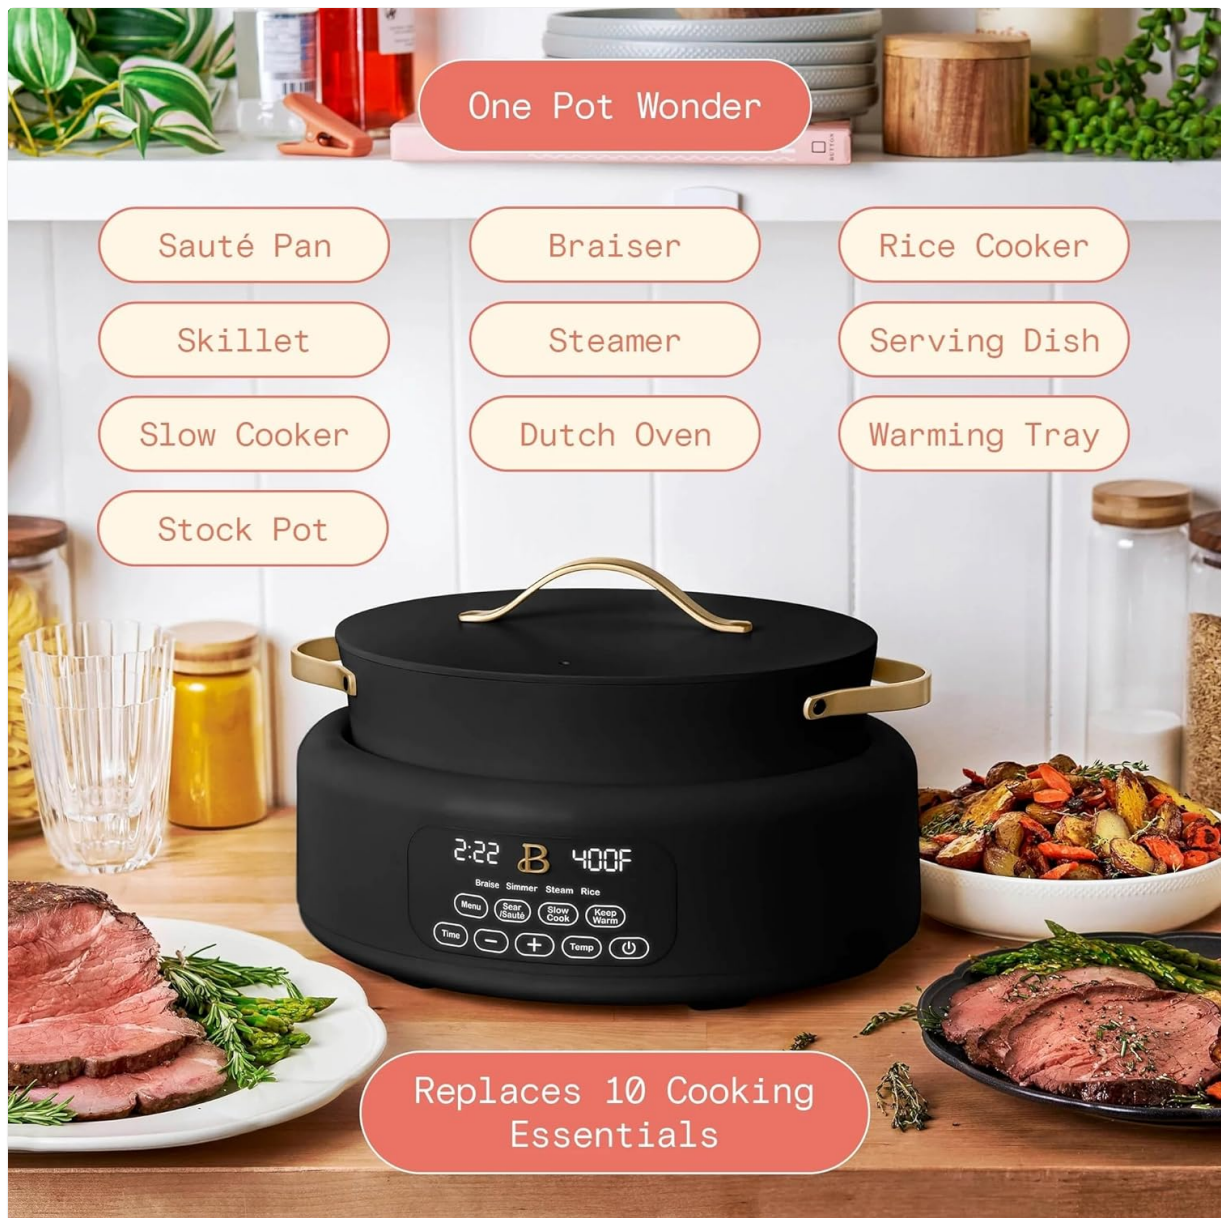 One Pot Wonder
BUTTON
Sauté Pan
Braiser
Rice Cooker
Skillet
Steamer
Serving Dish
Slow Cooker
Dutch Oven
Warming Tray
Stock Pot
2:22 B 400F
Braise Simmer Steam Rice
Menu
Sear
/Sauté
Slow
Cook
Keep
Warm
Time − + Temp
Replaces 10 Cooking
Essentials